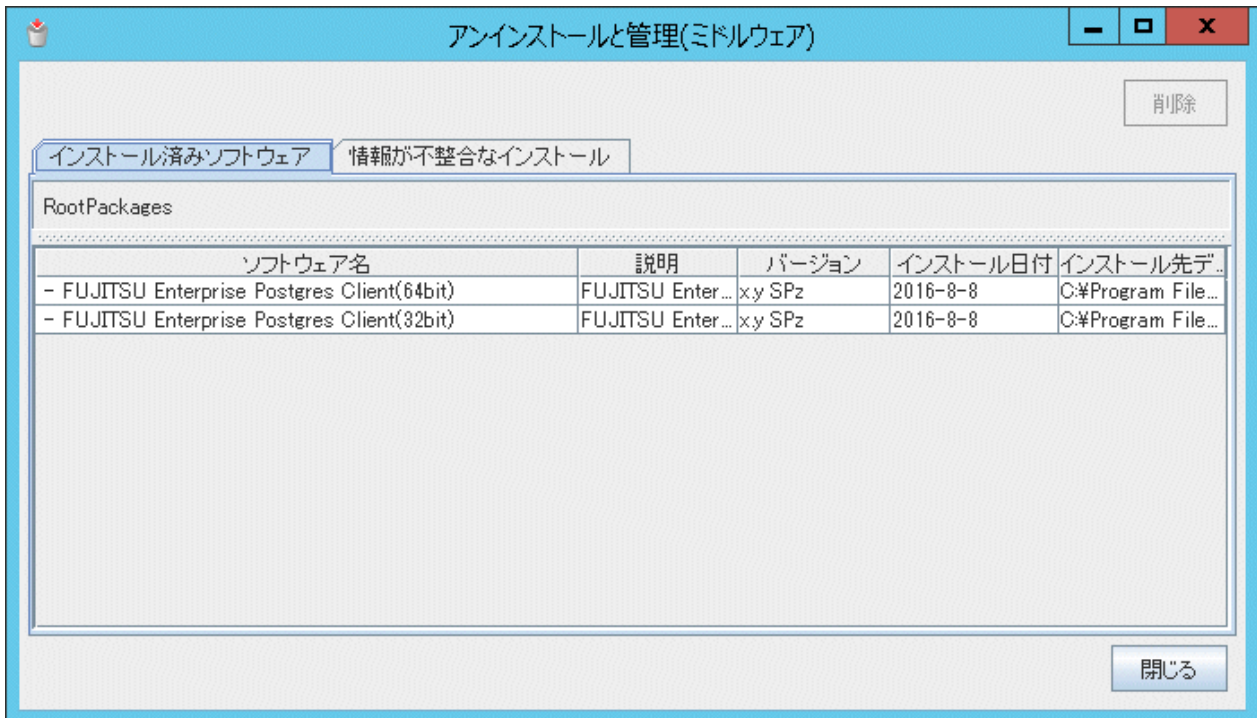 アンインストールと管理(ミドルウェア)
削除
インストール済みソフトウェア 情報が不整合なインストール
RootPackages
ソフトウェア名 説明 バージョン インストール日付 インストール先デ...
- FUJITSU Enterprise Postgres Client(64bit) FUJITSU Enter... x.y SPz 2016-8-8 C:¥Program File...
- FUJITSU Enterprise Postgres Client(32bit) FUJITSU Enter... x.y SPz 2016-8-8 C:¥Program File...
閉じる